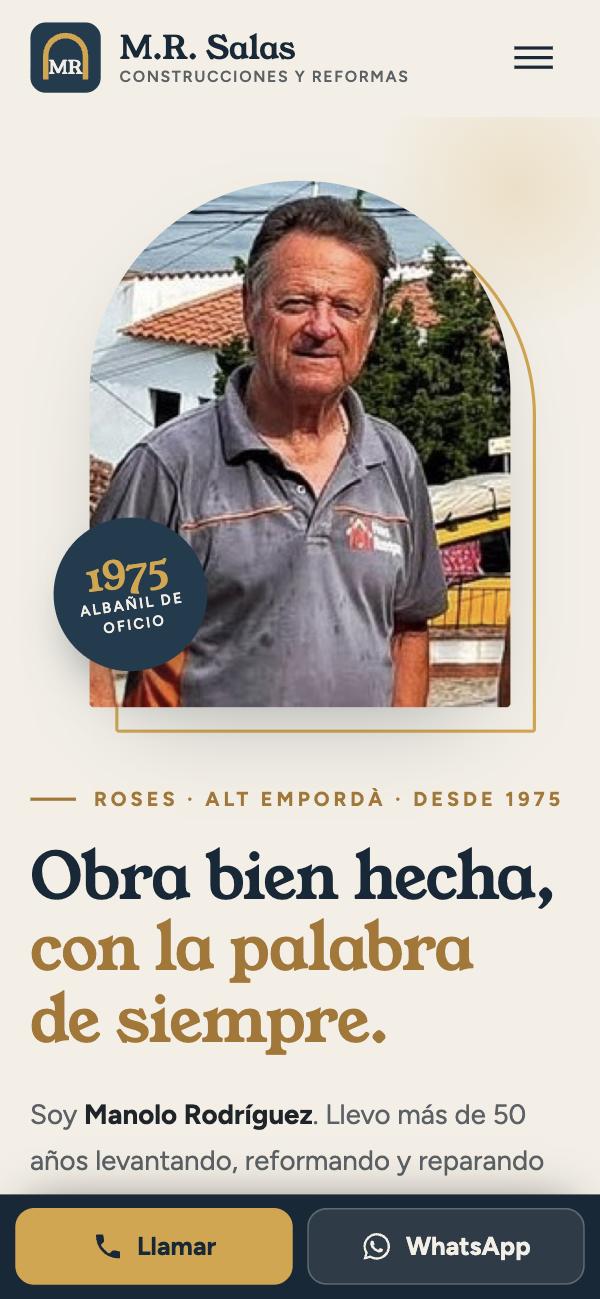 MR
M.R. Salas
CONSTRUCCIONES Y REFORMAS
1975
ALBAÑIL DE
OFICIO
ROSES · ALT EMPORDÀ · DESDE 1975
Obra bien hecha,
con la palabra
de siempre.
Soy Manolo Rodríguez. Llevo más de 50
años levantando, reformando y reparando
Llamar
WhatsApp